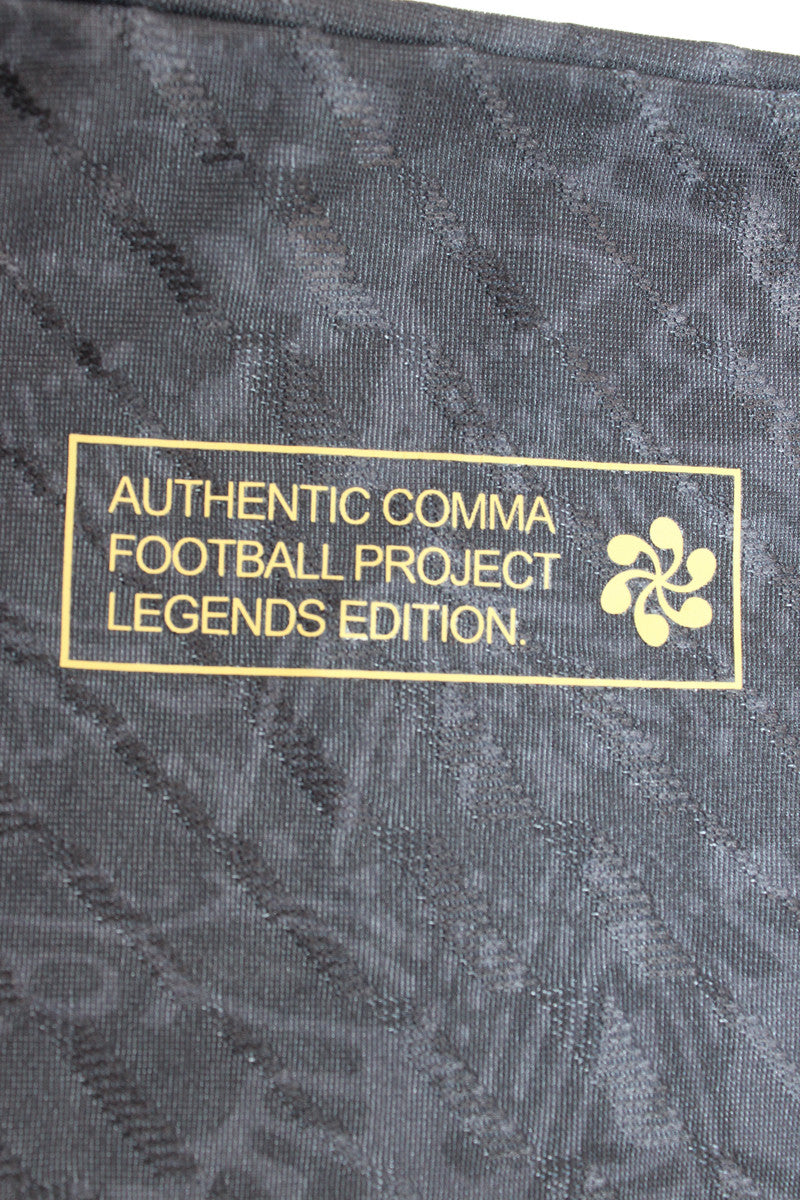 AUTHENTIC COMMA
FOOTBALL PROJECT
LEGENDS EDITION.